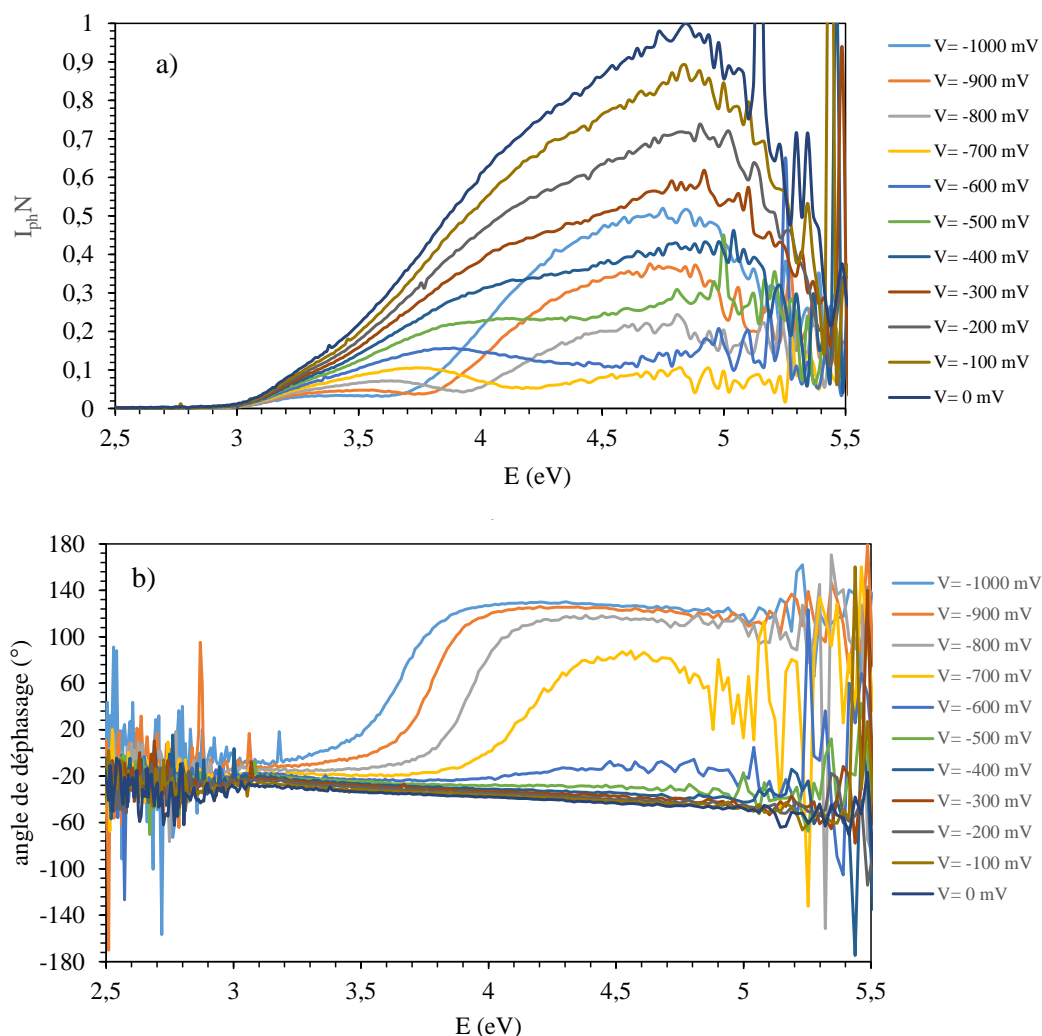 a)
1
0,9
0,8
0,7
0,6
0,5
0,4
0,3
0,2
0,1
0
I_phN
2,5 3 3,5 4 4,5 5 5,5
E (eV)
V= -1000 mV
V= -900 mV
V= -800 mV
V= -700 mV
V= -600 mV
V= -500 mV
V= -400 mV
V= -300 mV
V= -200 mV
V= -100 mV
V= 0 mV
b)
180
140
100
60
20
-20
-60
-100
-140
-180
angle de déphasage (°)
2,5 3 3,5 4 4,5 5 5,5
E (eV)
V= -1000 mV
V= -900 mV
V= -800 mV
V= -700 mV
V= -600 mV
V= -500 mV
V= -400 mV
V= -300 mV
V= -200 mV
V= -100 mV
V= 0 mV